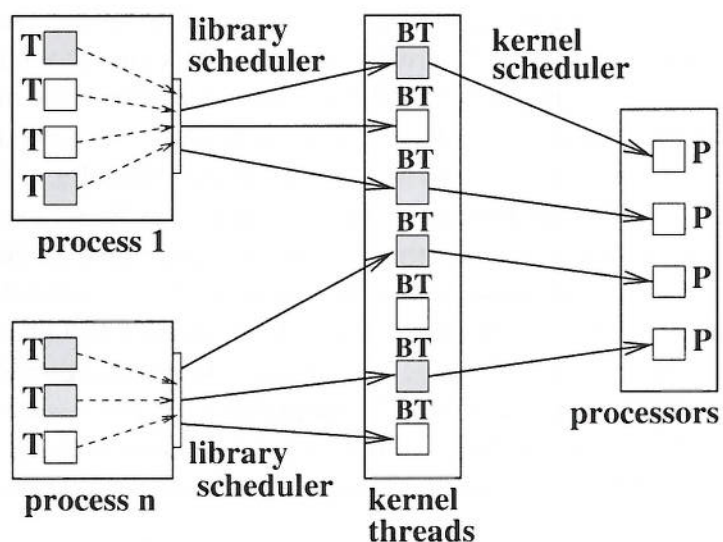 T
T
T
T
process 1
library
scheduler
T
T
T
process n
library
scheduler
BT
BT
BT
BT
BT
BT
BT
kernel
threads
kernel
scheduler
P
P
P
P
processors